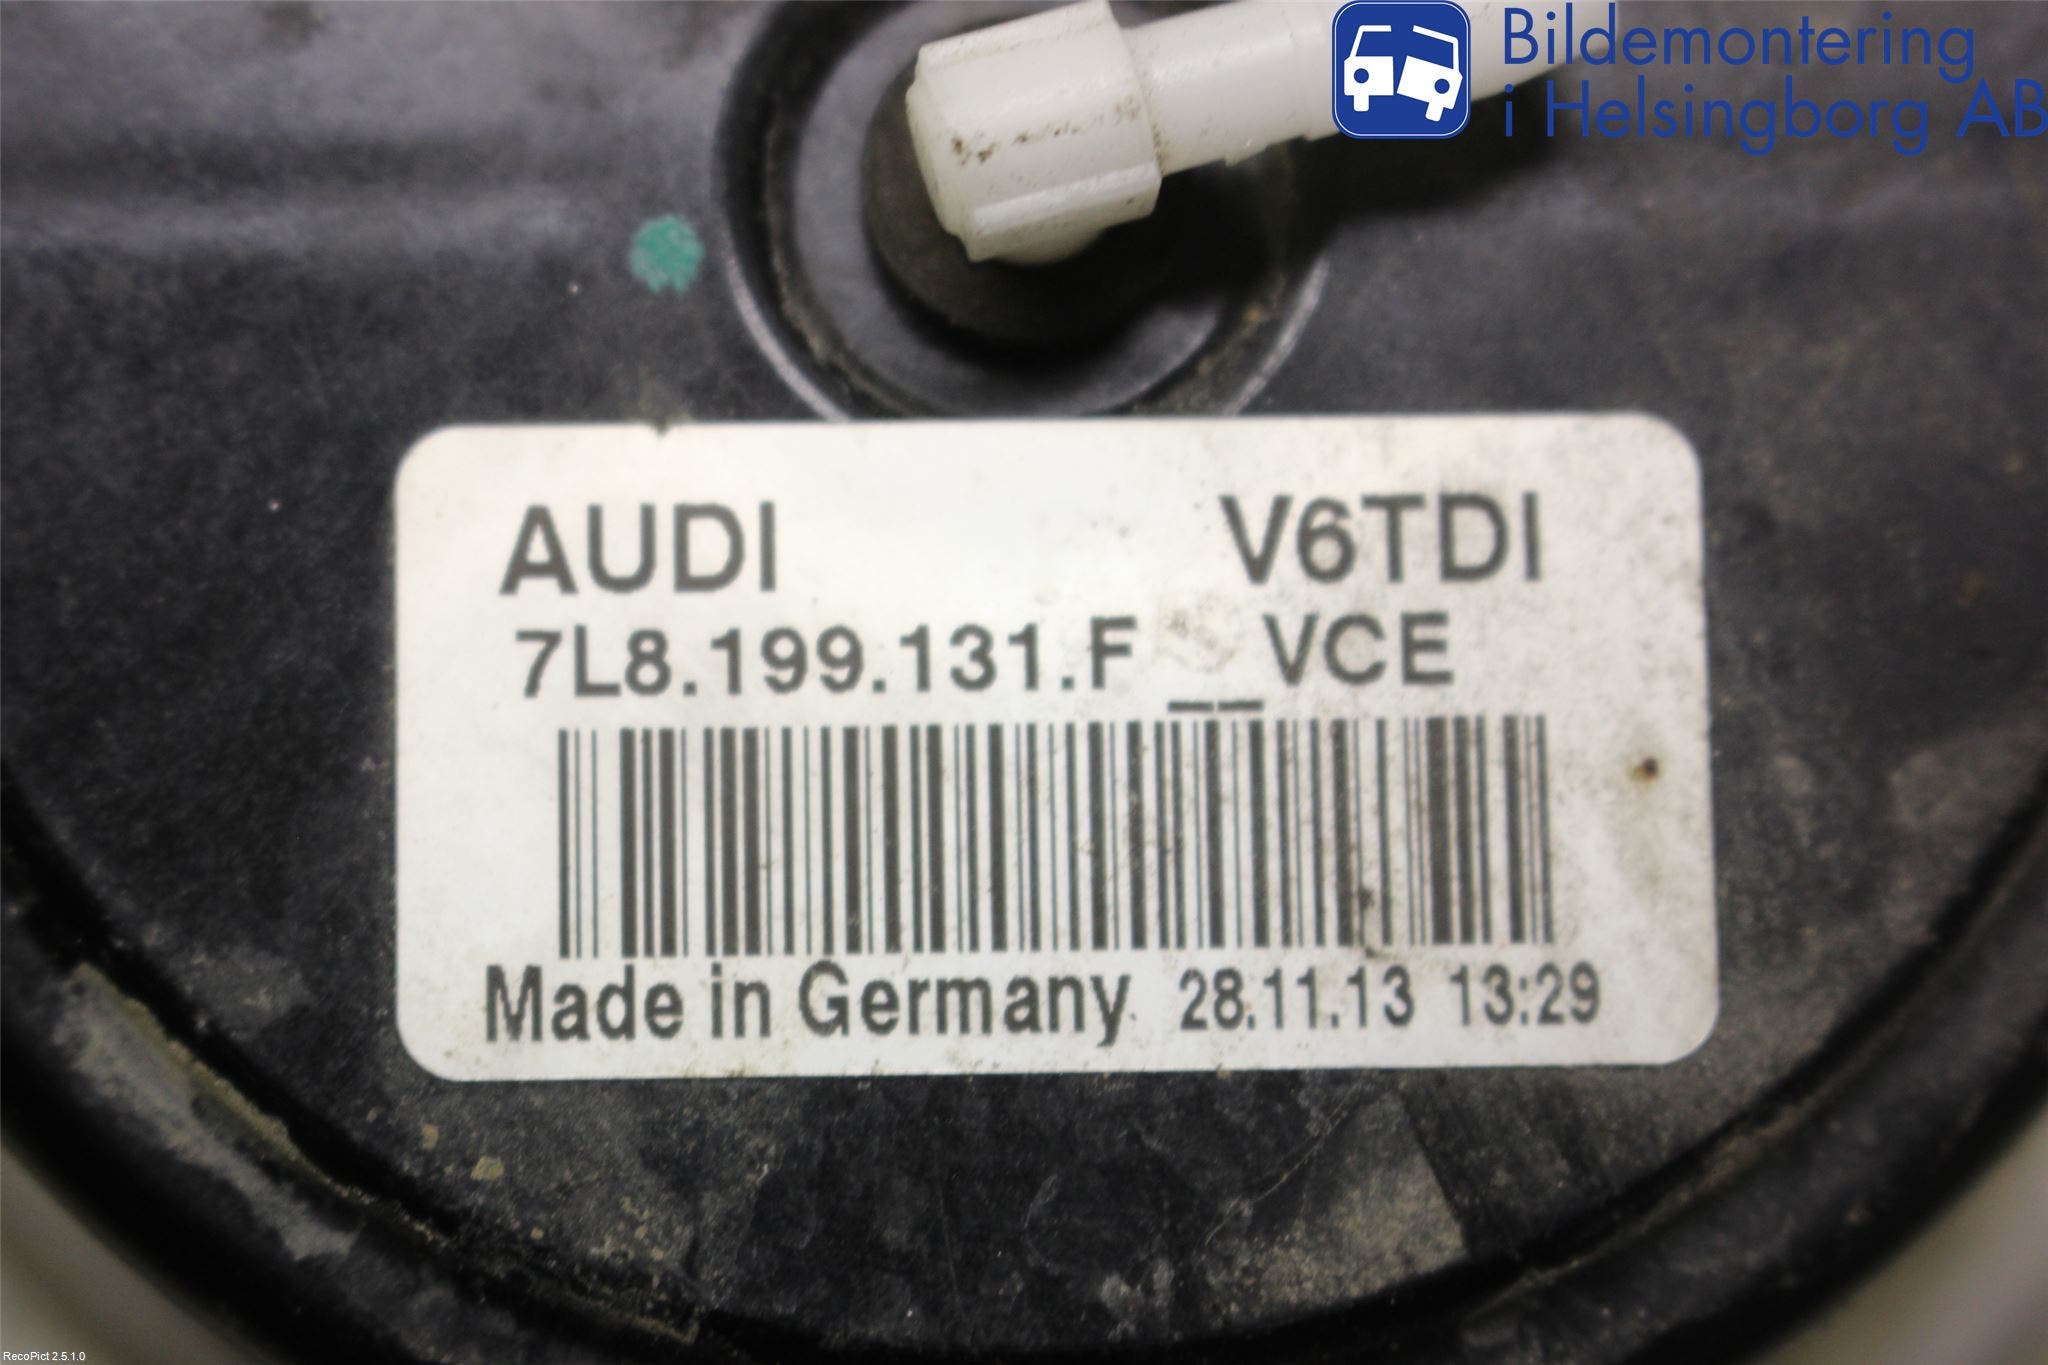 Bildemontering
i Helsingborg AB
AUDI V6TDI
7L8.199.131.F __VCE
Made in Germany 28.11.13 13:29
RecoPict 2.5.1.0